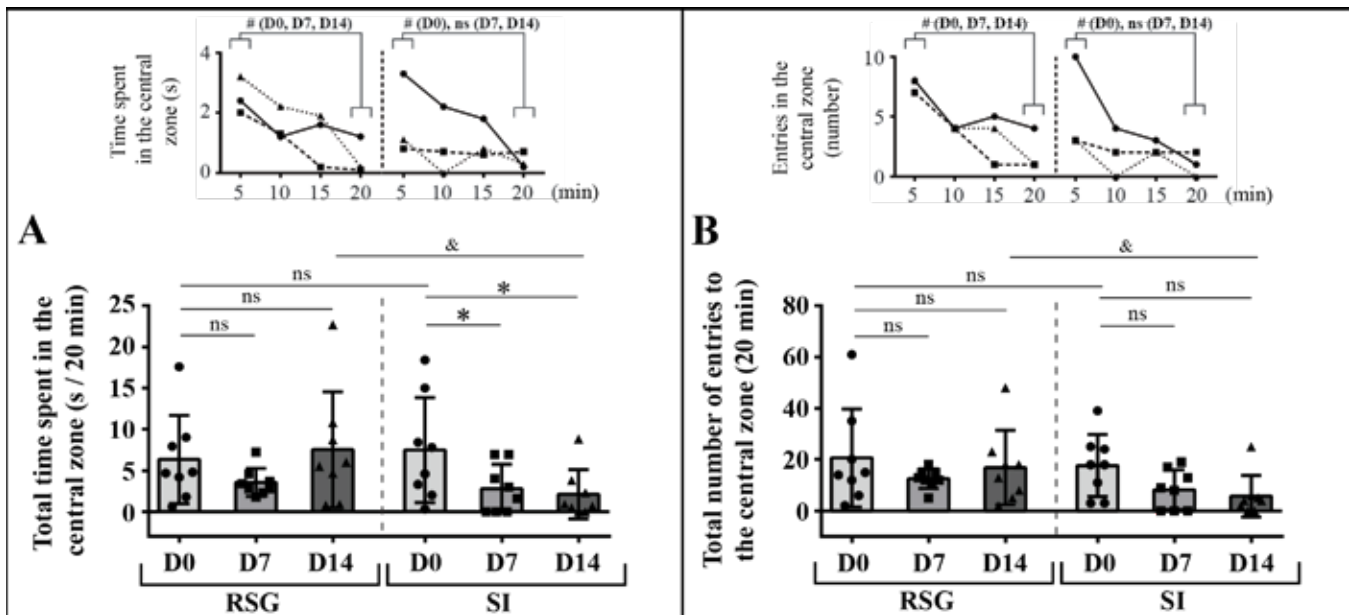 # (D0, D7, D14)
# (D0), ns (D7, D14)
Time spent
in the central
zone (s)
4
2
0
5 10 15 20 5 10 15 20 (min)
A
&
ns
ns
*
ns
*
Total time spent in the
central zone (s / 20 min)
25
20
15
10
5
0
D0 D7 D14 D0 D7 D14
RSG SI
# (D0, D7, D14)
# (D0), ns (D7, D14)
Entries in the
central zone
(number)
10
5
0
5 10 15 20 5 10 15 20 (min)
B
&
ns
ns
ns
ns
ns
Total number of entries to
the central zone (20 min)
80
60
40
20
0
D0 D7 D14 D0 D7 D14
RSG SI